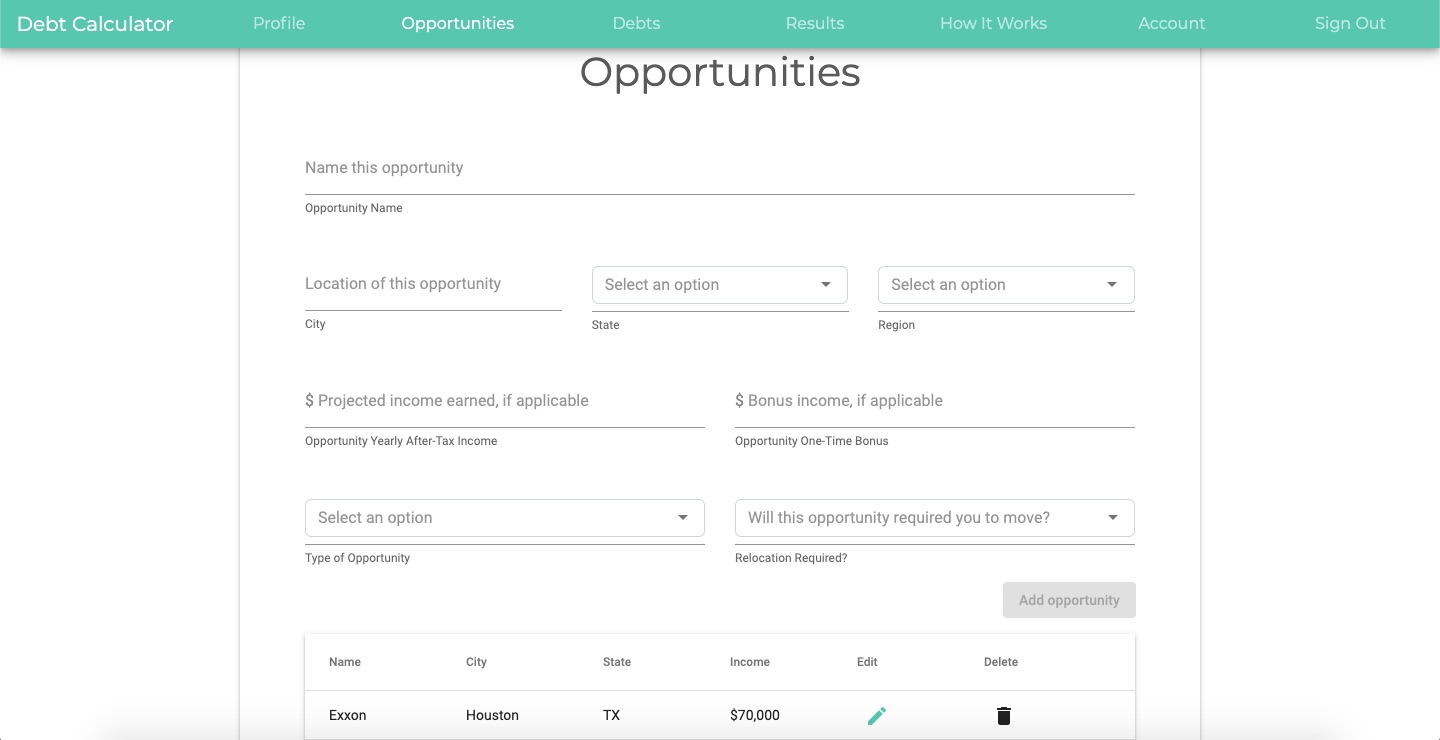 Debt Calculator Profile Opportunities Debts Results How It Works Account Sign Out
Opportunities
Name this opportunity
Opportunity Name
Location of this opportunity Select an option Select an option
City State Region
$ Projected income earned, if applicable $ Bonus income, if applicable
Opportunity Yearly After-Tax Income Opportunity One-Time Bonus
Select an option Will this opportunity required you to move?
Type of Opportunity Relocation Required?
Add opportunity
Name City State Income Edit Delete
Exxon Houston TX $70,000